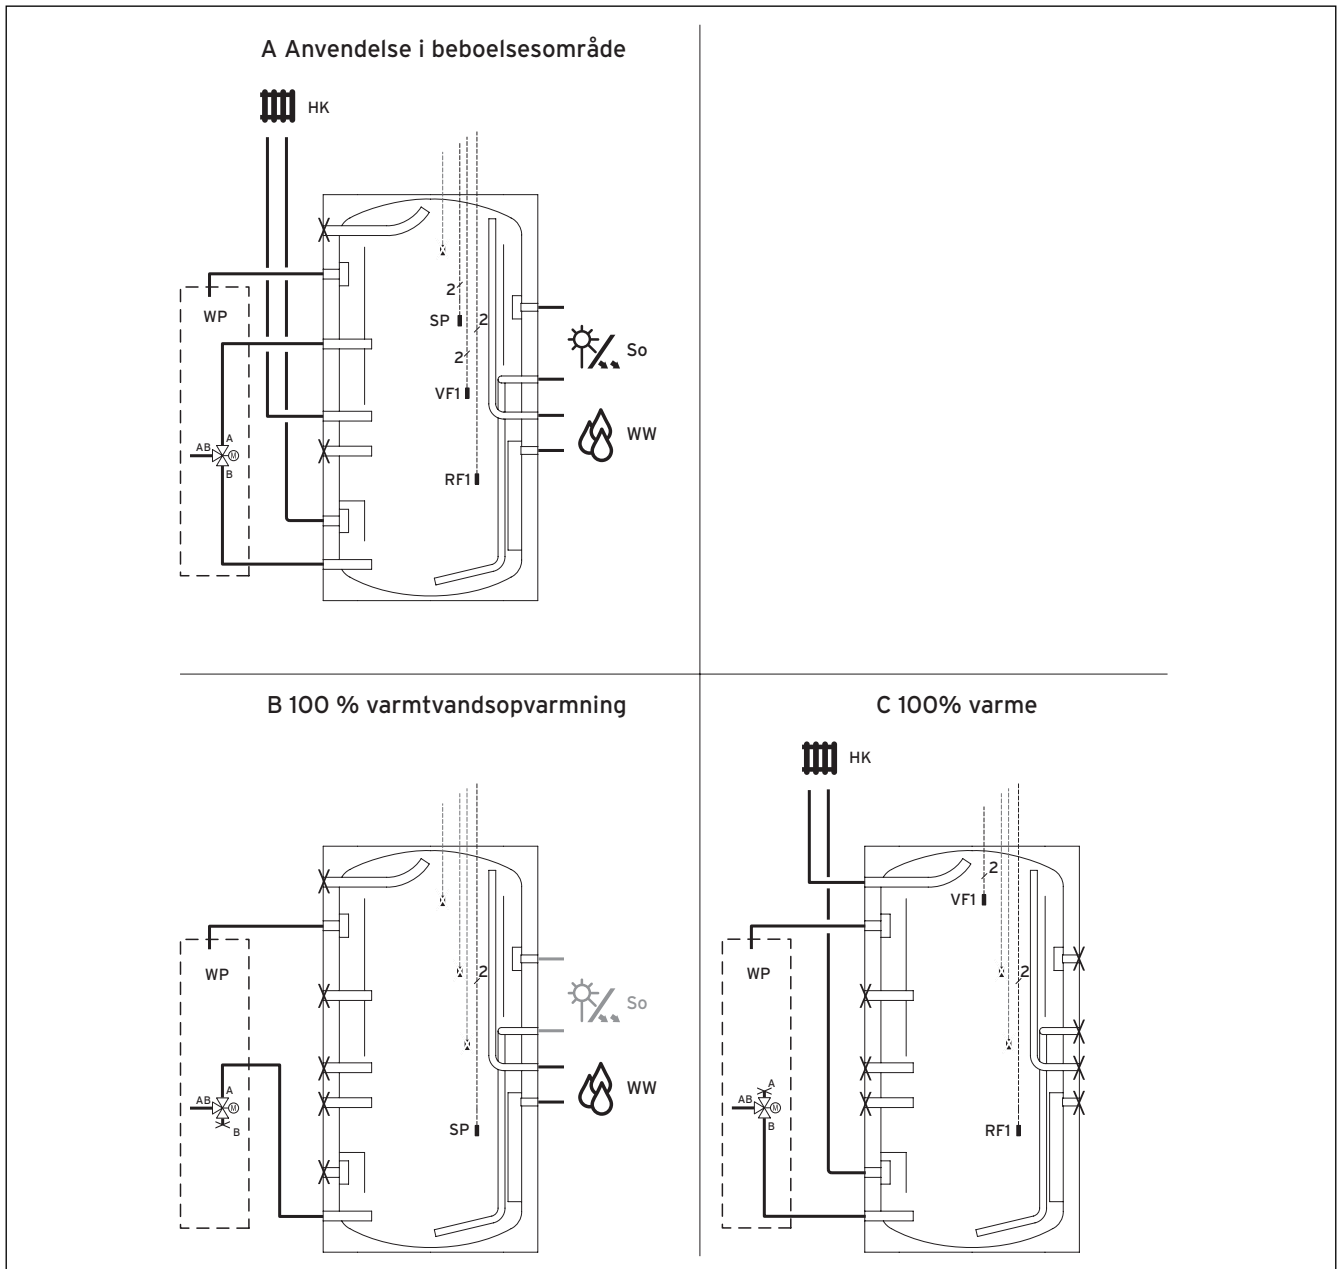 A Anvendelse i beboelsesområde
HK
WP
2
SP
2
So
2
VF1
A
AB
M
B
WW
RF1
B 100 % varmtvandsopvarmning
WP
2
So
A
AB
M
B
WW
SP
C 100% varme
HK
2
VF1
WP
2
A
AB
M
B
RF1